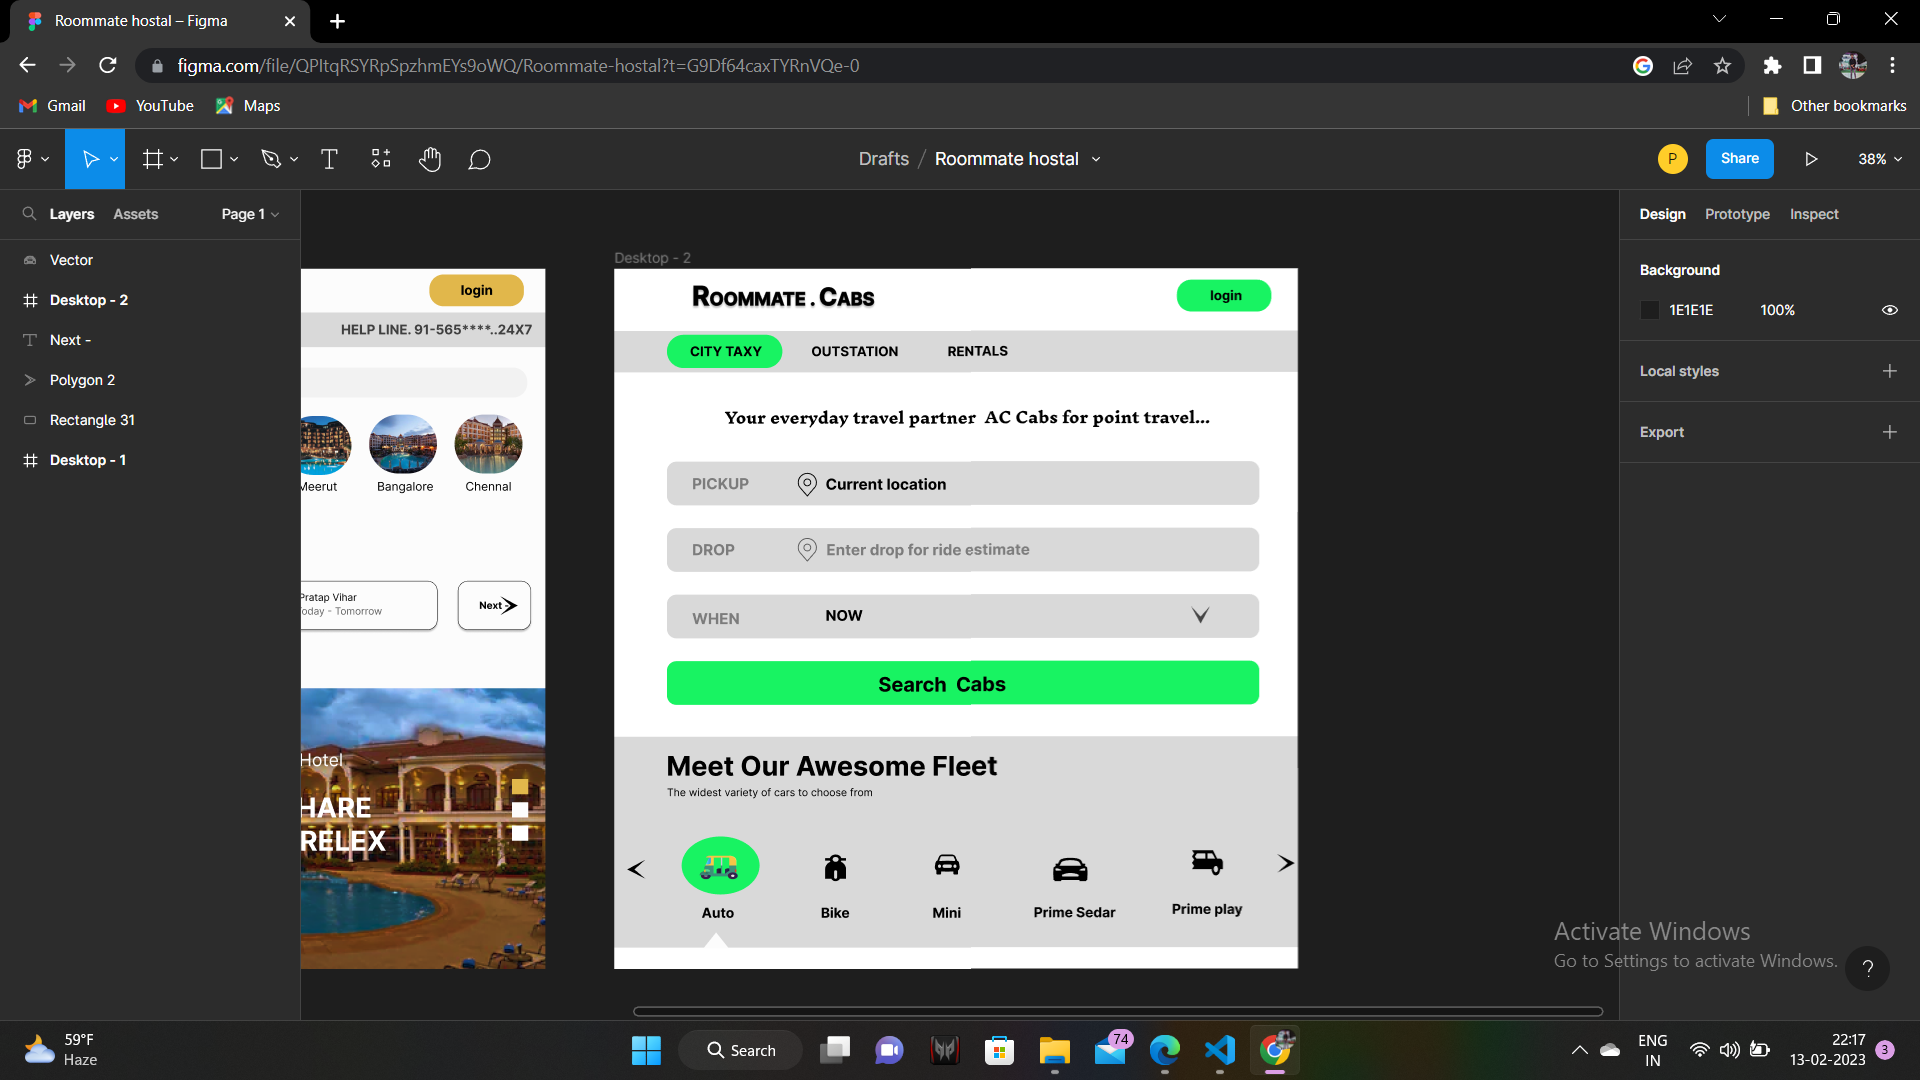 Roommate hostal – Figma
figma.com/file/QPItqRSYRpSpzhmEYs9oWQ/Roommate-hostal?t=G9Df64caxTYRnVQe-0
Gmail
YouTube
Maps
Other bookmarks
Drafts / Roommate hostal
P
Share
38%
Layers
Assets
Page 1
Vector
Desktop - 2
Next -
Polygon 2
Rectangle 31
Desktop - 1
login
HELP LINE. 91-565****..24X7
Meerut
Bangalore
Chennal
Pratap Vihar
oday - Tomorrow
Next -
Hotel
HARE
RELEX
Desktop - 2
ROOMMATE . CABS
login
CITY TAXY
OUTSTATION
RENTALS
Your everyday travel partner AC Cabs for point travel...
PICKUP
Current location
DROP
Enter drop for ride estimate
WHEN
NOW
Search Cabs
Meet Our Awesome Fleet
The widest variety of cars to choose from
Auto
Bike
Mini
Prime Sedar
Prime play
Design
Prototype
Inspect
Background
1E1E1E
100%
Local styles
Export
Activate Windows
Go to Settings to activate Windows.
?
59°F
Haze
Search
74
ENG
IN
22:17
13-02-2023
3